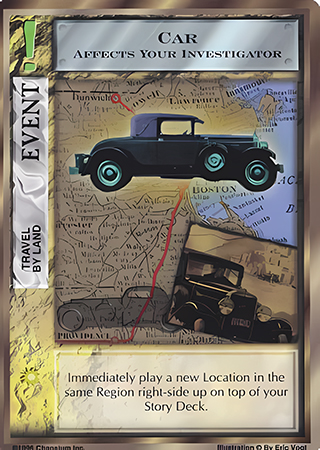 !
CAR
AFFECTS YOUR INVESTIGATOR
EVENT
TRAVEL
BY LAND
Dunwich
Lowell
Lawrence
Innsmouth
BOSTON
PROVIDENCE
Immediately play a new Location in the
same Region right-side up on top of your
Story Deck.
©1996 Chaosium Inc.
Illustration © By Eric Vogt